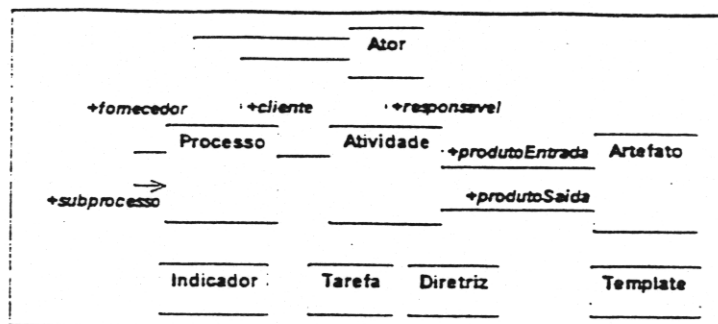 Ator
+fornecedor +cliente +responsavel
Processo Atividade +produtoEntrada Artefato
+subprocesso +produtoSaida
Indicador Tarefa Diretriz Template